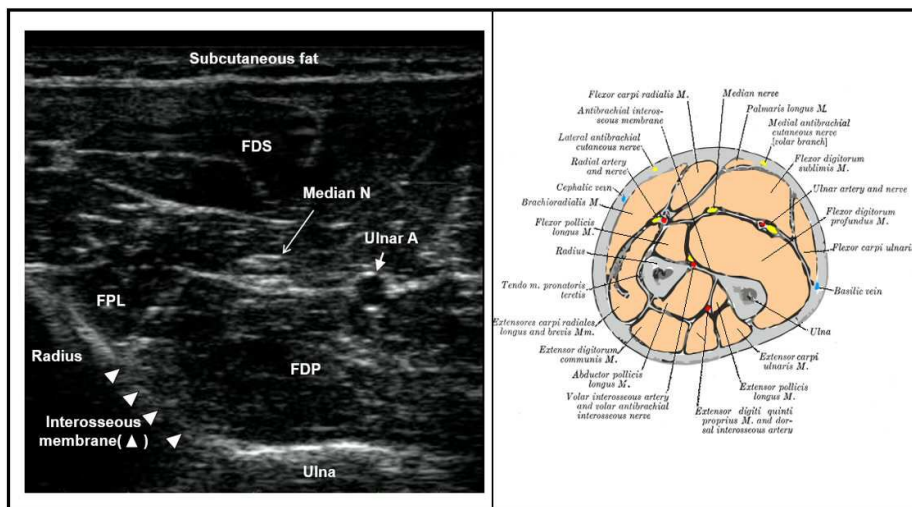 Subcutaneous fat
FDS
Median N
Ulnar A
FPL
Radius
FDP
Interosseous
membrane(▲)
Ulna
Flexor carpi radialis M.
Antibrachial interos-
seous membrane
Lateral antibrachial
cutaneous nerve
Radial artery
and nerve
Cephalic vein
Brachioradialis M
Flexor pollicis
longus M.
Radius
Tendo m. pronatoris
teretis
Extensores carpi radiales,
longus and brevis Mm.
Extensor digitorum
communis M.
Abductor pollicis
longus M.
Volar interosseous artery
and volar antibrachial
interosseous nerve
Median nerve
Palmaris longus M.
Medial antibrachial
cutaneous nerve
[volar branch]
Flexor digitorum
sublimis M.
Ulnar artery and nerve
Flexor digitorum
profundus M.
Flexor carpi ulnaris
Basilic vein
Ulna
Extensor carpi
ulnaris M.
Extensor pollicis
longus M.
Extensor digiti quinti
proprius M. and dor-
sal interosseous artery